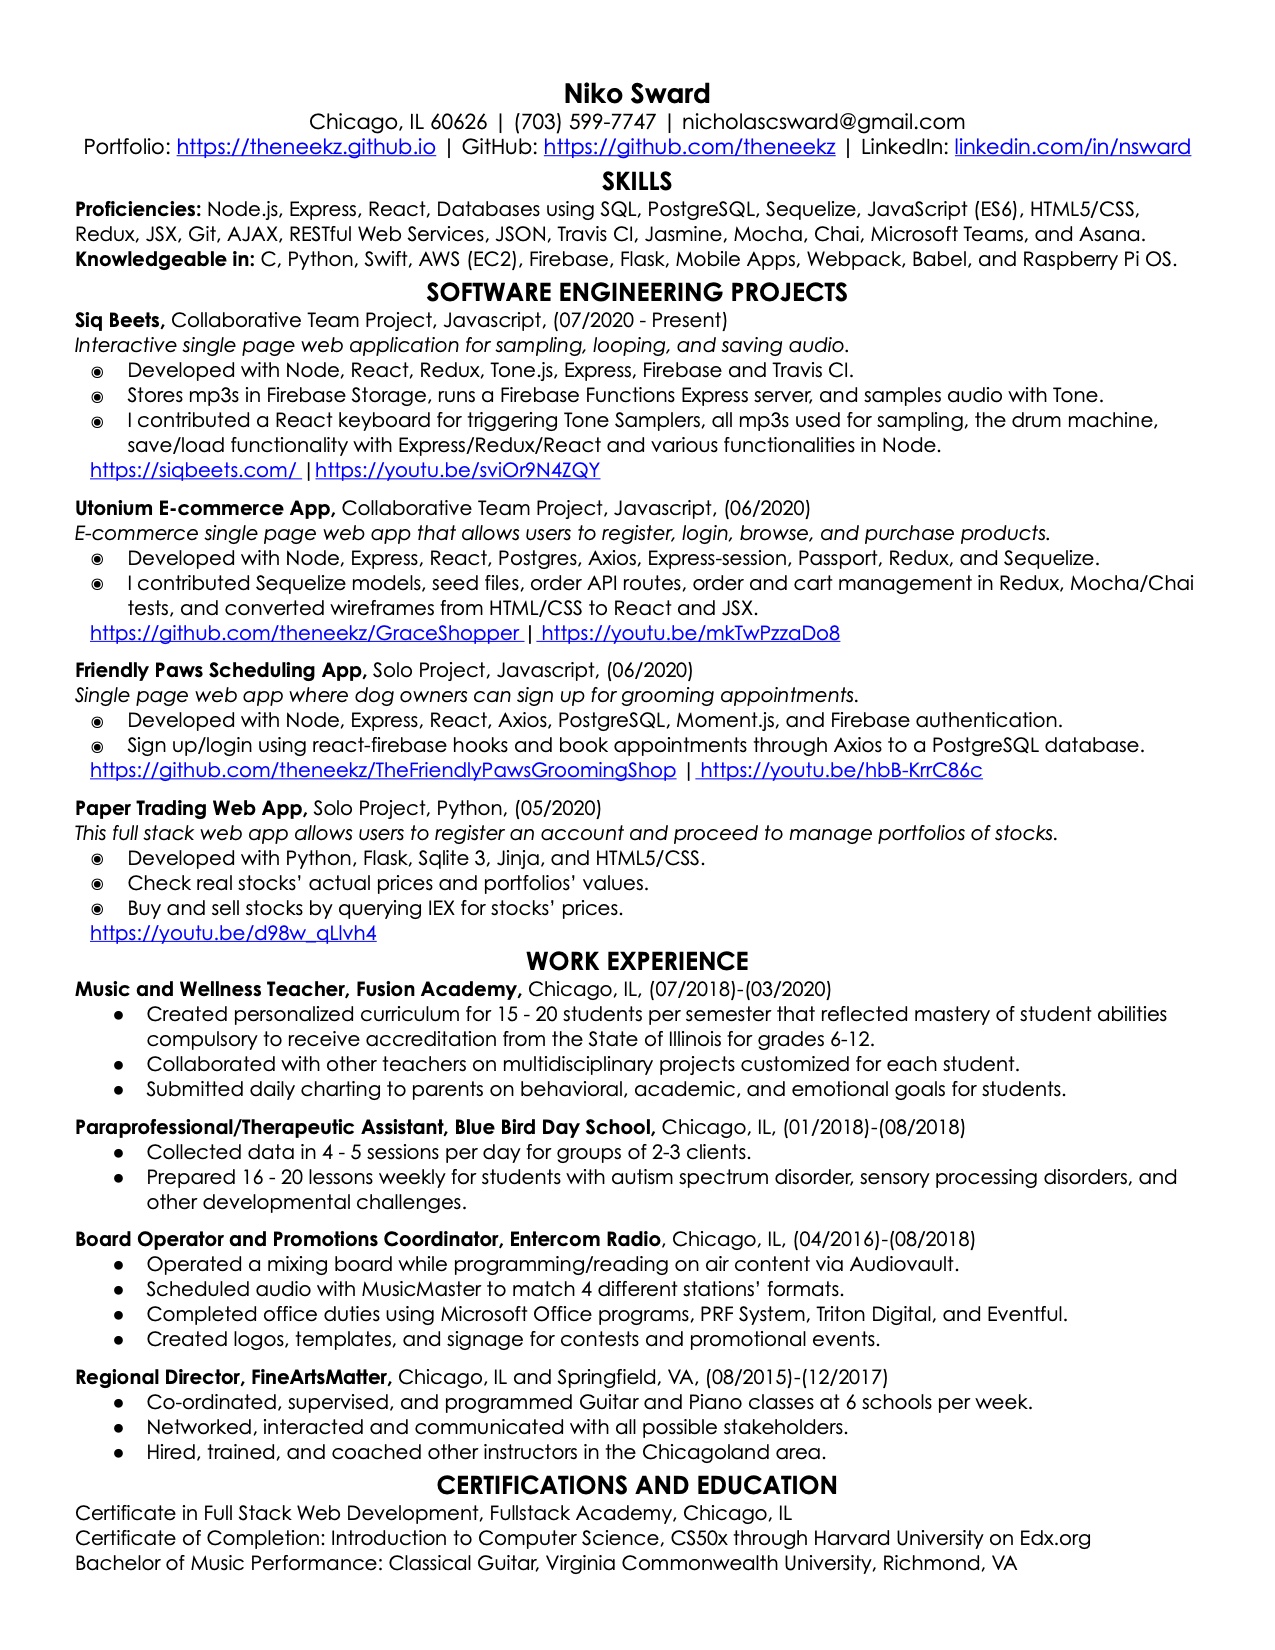 Niko Sward
Chicago, IL 60626 | (703) 599-7747 | nicholascsward@gmail.com
Portfolio: https://theneekz.github.io | GitHub: https://github.com/theneekz | LinkedIn: linkedin.com/in/nsward
SKILLS
Proficiencies: Node.js, Express, React, Databases using SQL, PostgreSQL, Sequelize, JavaScript (ES6), HTML5/CSS,
Redux, JSX, Git, AJAX, RESTful Web Services, JSON, Travis CI, Jasmine, Mocha, Chai, Microsoft Teams, and Asana.
Knowledgeable in: C, Python, Swift, AWS (EC2), Firebase, Flask, Mobile Apps, Webpack, Babel, and Raspberry Pi OS.
SOFTWARE ENGINEERING PROJECTS
Siq Beets, Collaborative Team Project, Javascript, (07/2020 - Present)
Interactive single page web application for sampling, looping, and saving audio.
◉ Developed with Node, React, Redux, Tone.js, Express, Firebase and Travis CI.
◉ Stores mp3s in Firebase Storage, runs a Firebase Functions Express server, and samples audio with Tone.
◉ I contributed a React keyboard for triggering Tone Samplers, all mp3s used for sampling, the drum machine,
save/load functionality with Express/Redux/React and various functionalities in Node.
https://siqbeets.com/ |https://youtu.be/sviOr9N4ZQY
Utonium E-commerce App, Collaborative Team Project, Javascript, (06/2020)
E-commerce single page web app that allows users to register, login, browse, and purchase products.
◉ Developed with Node, Express, React, Postgres, Axios, Express-session, Passport, Redux, and Sequelize.
◉ I contributed Sequelize models, seed files, order API routes, order and cart management in Redux, Mocha/Chai
tests, and converted wireframes from HTML/CSS to React and JSX.
https://github.com/theneekz/GraceShopper | https://youtu.be/mkTwPzzaDo8
Friendly Paws Scheduling App, Solo Project, Javascript, (06/2020)
Single page web app where dog owners can sign up for grooming appointments.
◉ Developed with Node, Express, React, Axios, PostgreSQL, Moment.js, and Firebase authentication.
◉ Sign up/login using react-firebase hooks and book appointments through Axios to a PostgreSQL database.
https://github.com/theneekz/TheFriendlyPawsGroomingShop | https://youtu.be/hbB-KrrC86c
Paper Trading Web App, Solo Project, Python, (05/2020)
This full stack web app allows users to register an account and proceed to manage portfolios of stocks.
◉ Developed with Python, Flask, Sqlite 3, Jinja, and HTML5/CSS.
◉ Check real stocks’ actual prices and portfolios’ values.
◉ Buy and sell stocks by querying IEX for stocks’ prices.
https://youtu.be/d98w_qLlvh4
WORK EXPERIENCE
Music and Wellness Teacher, Fusion Academy, Chicago, IL, (07/2018)-(03/2020)
● Created personalized curriculum for 15 - 20 students per semester that reflected mastery of student abilities
compulsory to receive accreditation from the State of Illinois for grades 6-12.
● Collaborated with other teachers on multidisciplinary projects customized for each student.
● Submitted daily charting to parents on behavioral, academic, and emotional goals for students.
Paraprofessional/Therapeutic Assistant, Blue Bird Day School, Chicago, IL, (01/2018)-(08/2018)
● Collected data in 4 - 5 sessions per day for groups of 2-3 clients.
● Prepared 16 - 20 lessons weekly for students with autism spectrum disorder, sensory processing disorders, and
other developmental challenges.
Board Operator and Promotions Coordinator, Entercom Radio, Chicago, IL, (04/2016)-(08/2018)
● Operated a mixing board while programming/reading on air content via Audiovault.
● Scheduled audio with MusicMaster to match 4 different stations’ formats.
● Completed office duties using Microsoft Office programs, PRF System, Triton Digital, and Eventful.
● Created logos, templates, and signage for contests and promotional events.
Regional Director, FineArtsMatter, Chicago, IL and Springfield, VA, (08/2015)-(12/2017)
● Co-ordinated, supervised, and programmed Guitar and Piano classes at 6 schools per week.
● Networked, interacted and communicated with all possible stakeholders.
● Hired, trained, and coached other instructors in the Chicagoland area.
CERTIFICATIONS AND EDUCATION
Certificate in Full Stack Web Development, Fullstack Academy, Chicago, IL
Certificate of Completion: Introduction to Computer Science, CS50x through Harvard University on Edx.org
Bachelor of Music Performance: Classical Guitar, Virginia Commonwealth University, Richmond, VA